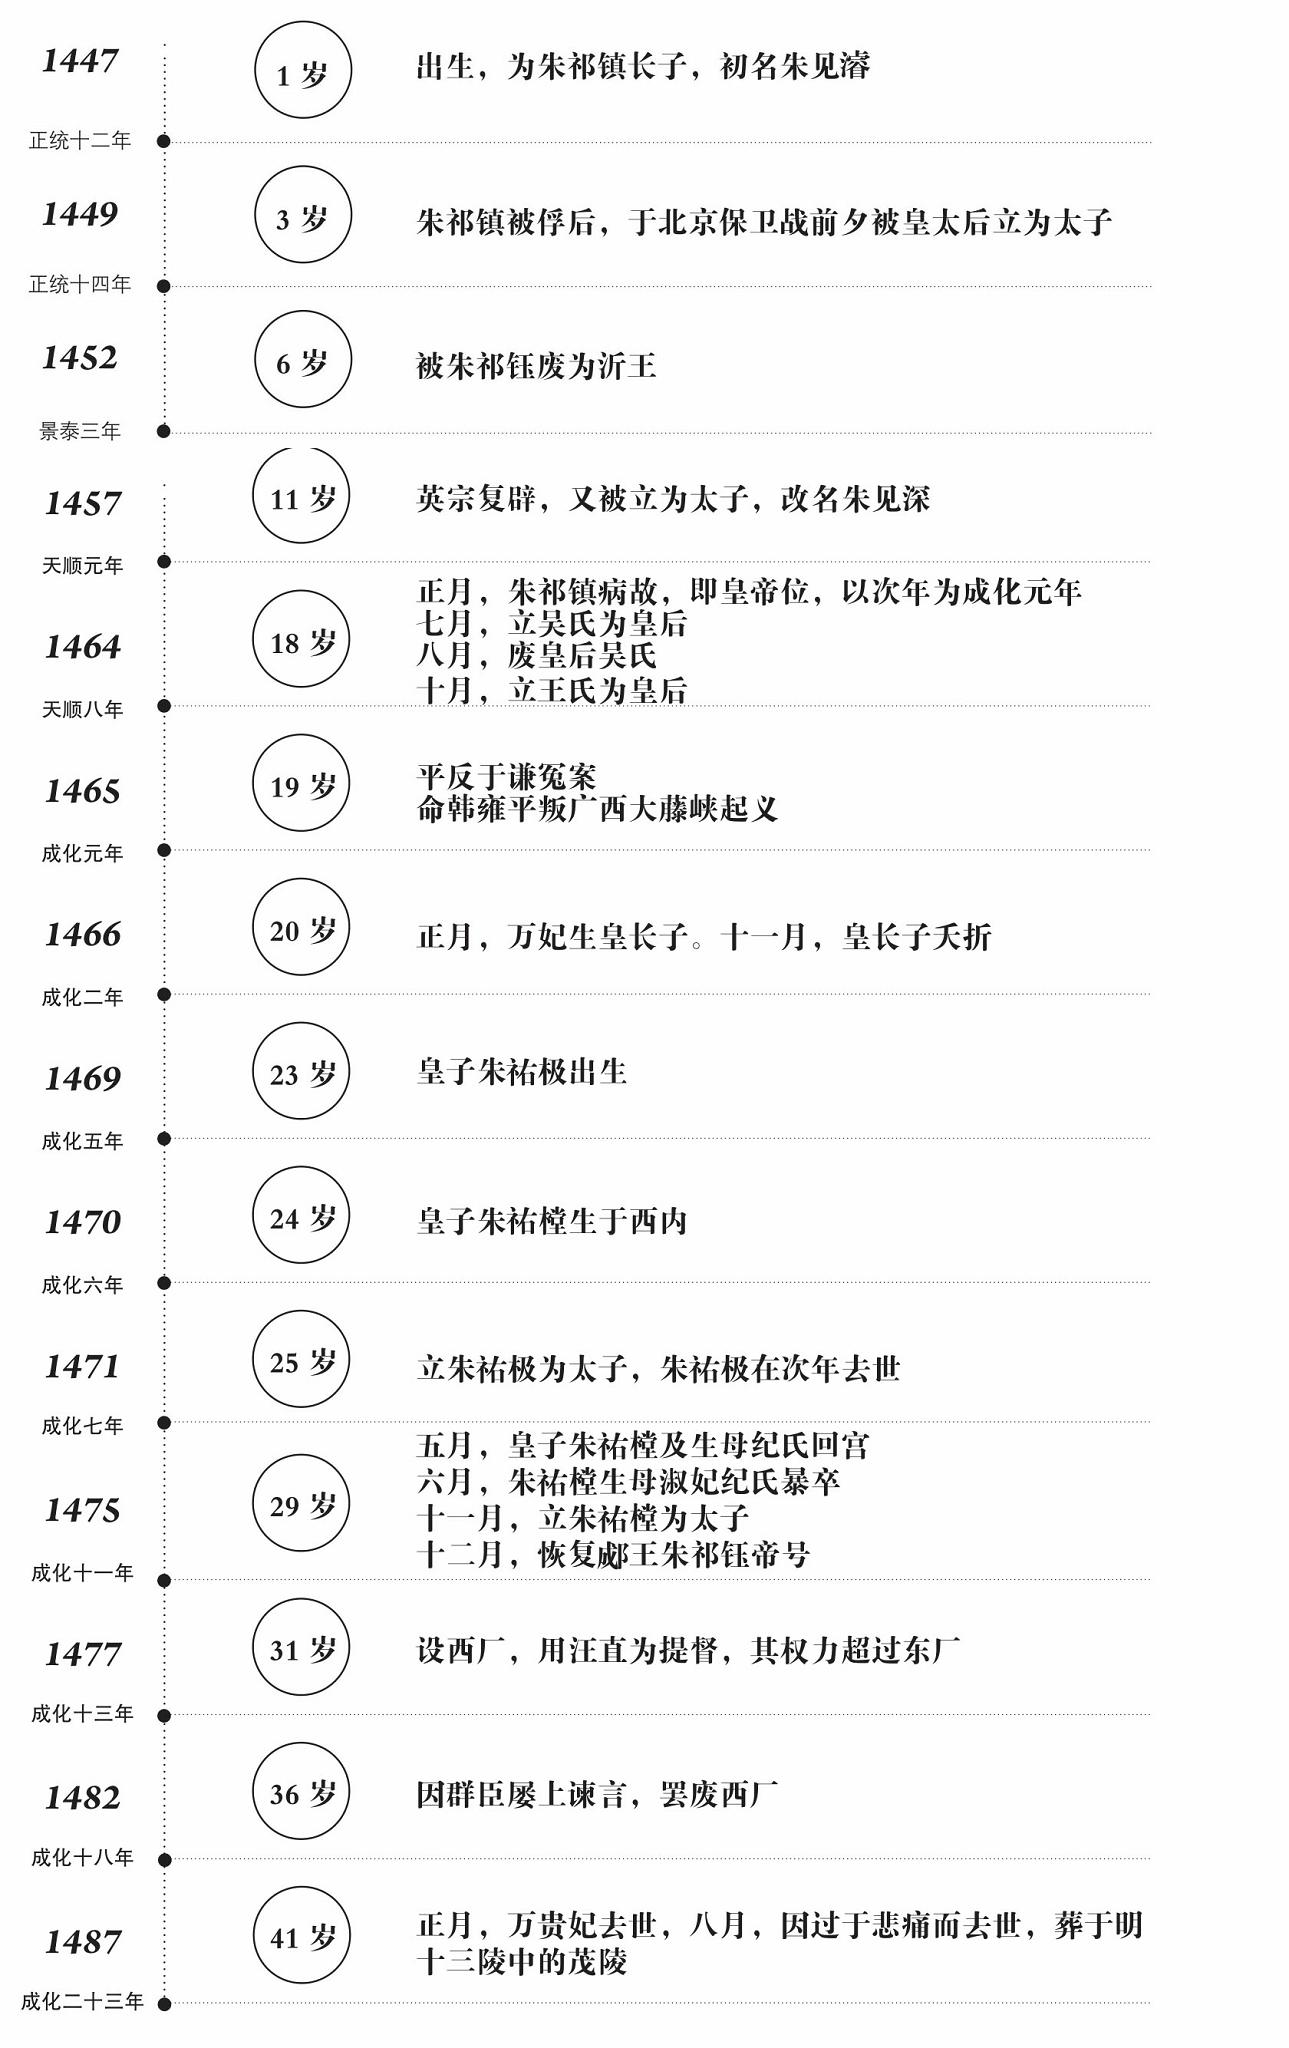 1447
1 岁
出生，为朱祁镇长子，初名朱见濬
正统十二年
1449
3 岁
朱祁镇被俘后，于北京保卫战前夕被皇太后立为太子
正统十四年
1452
6 岁
被朱祁钰废为沂王
景泰三年
1457
11 岁
英宗复辟，又被立为太子，改名朱见深
天顺元年
1464
18 岁
正月，朱祁镇病故，即皇帝位，以次年为成化元年
七月，立吴氏为皇后
八月，废皇后吴氏
十月，立王氏为皇后
天顺八年
1465
19 岁
平反于谦冤案
命韩雍平叛广西大藤峡起义
成化元年
1466
20 岁
正月，万妃生皇长子。十一月，皇长子夭折
成化二年
1469
23 岁
皇子朱祐极出生
成化五年
1470
24 岁
皇子朱祐樘生于西内
成化六年
1471
25 岁
立朱祐极为太子，朱祐极在次年去世
成化七年
1475
29 岁
五月，皇子朱祐樘及生母纪氏回宫
六月，朱祐樘生母淑妃纪氏暴卒
十一月，立朱祐樘为太子
十二月，恢复郕王朱祁钰帝号
成化十一年
1477
31 岁
设西厂，用汪直为提督，其权力超过东厂
成化十三年
1482
36 岁
因群臣屡上谏言，罢废西厂
成化十八年
1487
41 岁
正月，万贵妃去世，八月，因过于悲痛而去世，葬于明
十三陵中的茂陵
成化二十三年